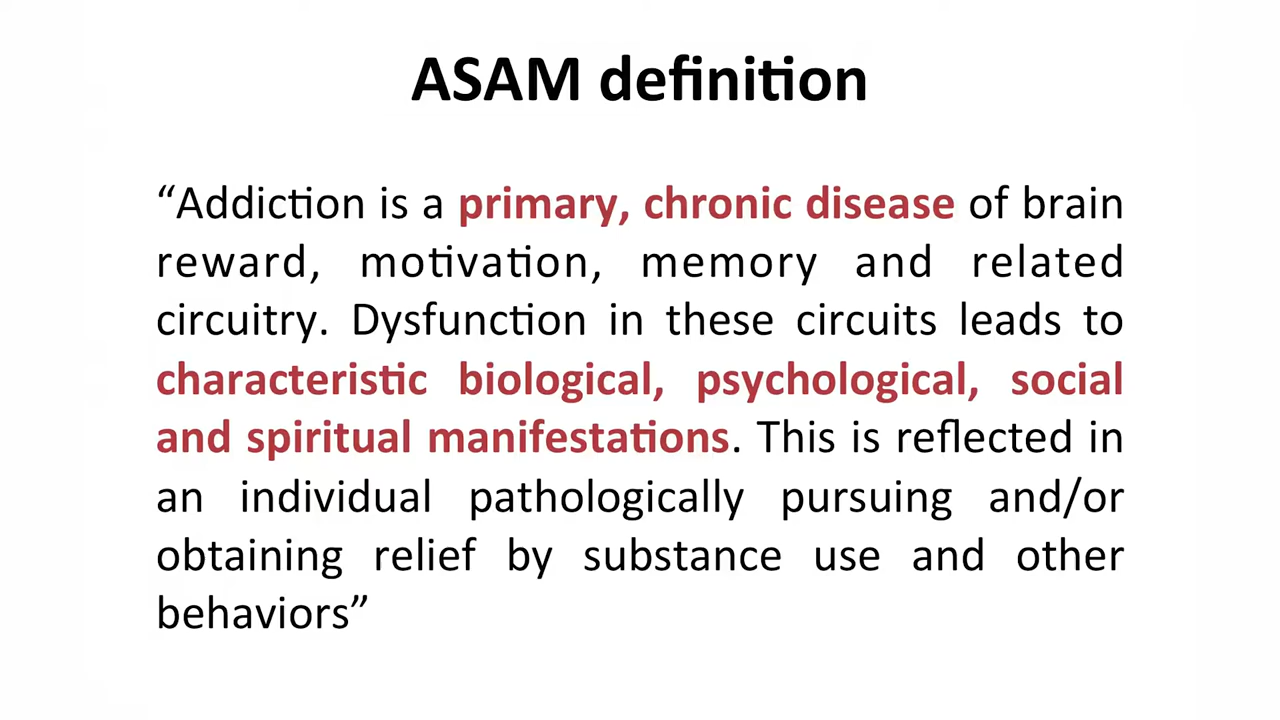 ASAM definition
“Addiction is a primary, chronic disease of brain
reward, motivation, memory and related
circuitry. Dysfunction in these circuits leads to
characteristic biological, psychological, social
and spiritual manifestations. This is reflected in
an individual pathologically pursuing and/or
obtaining relief by substance use and other
behaviors”